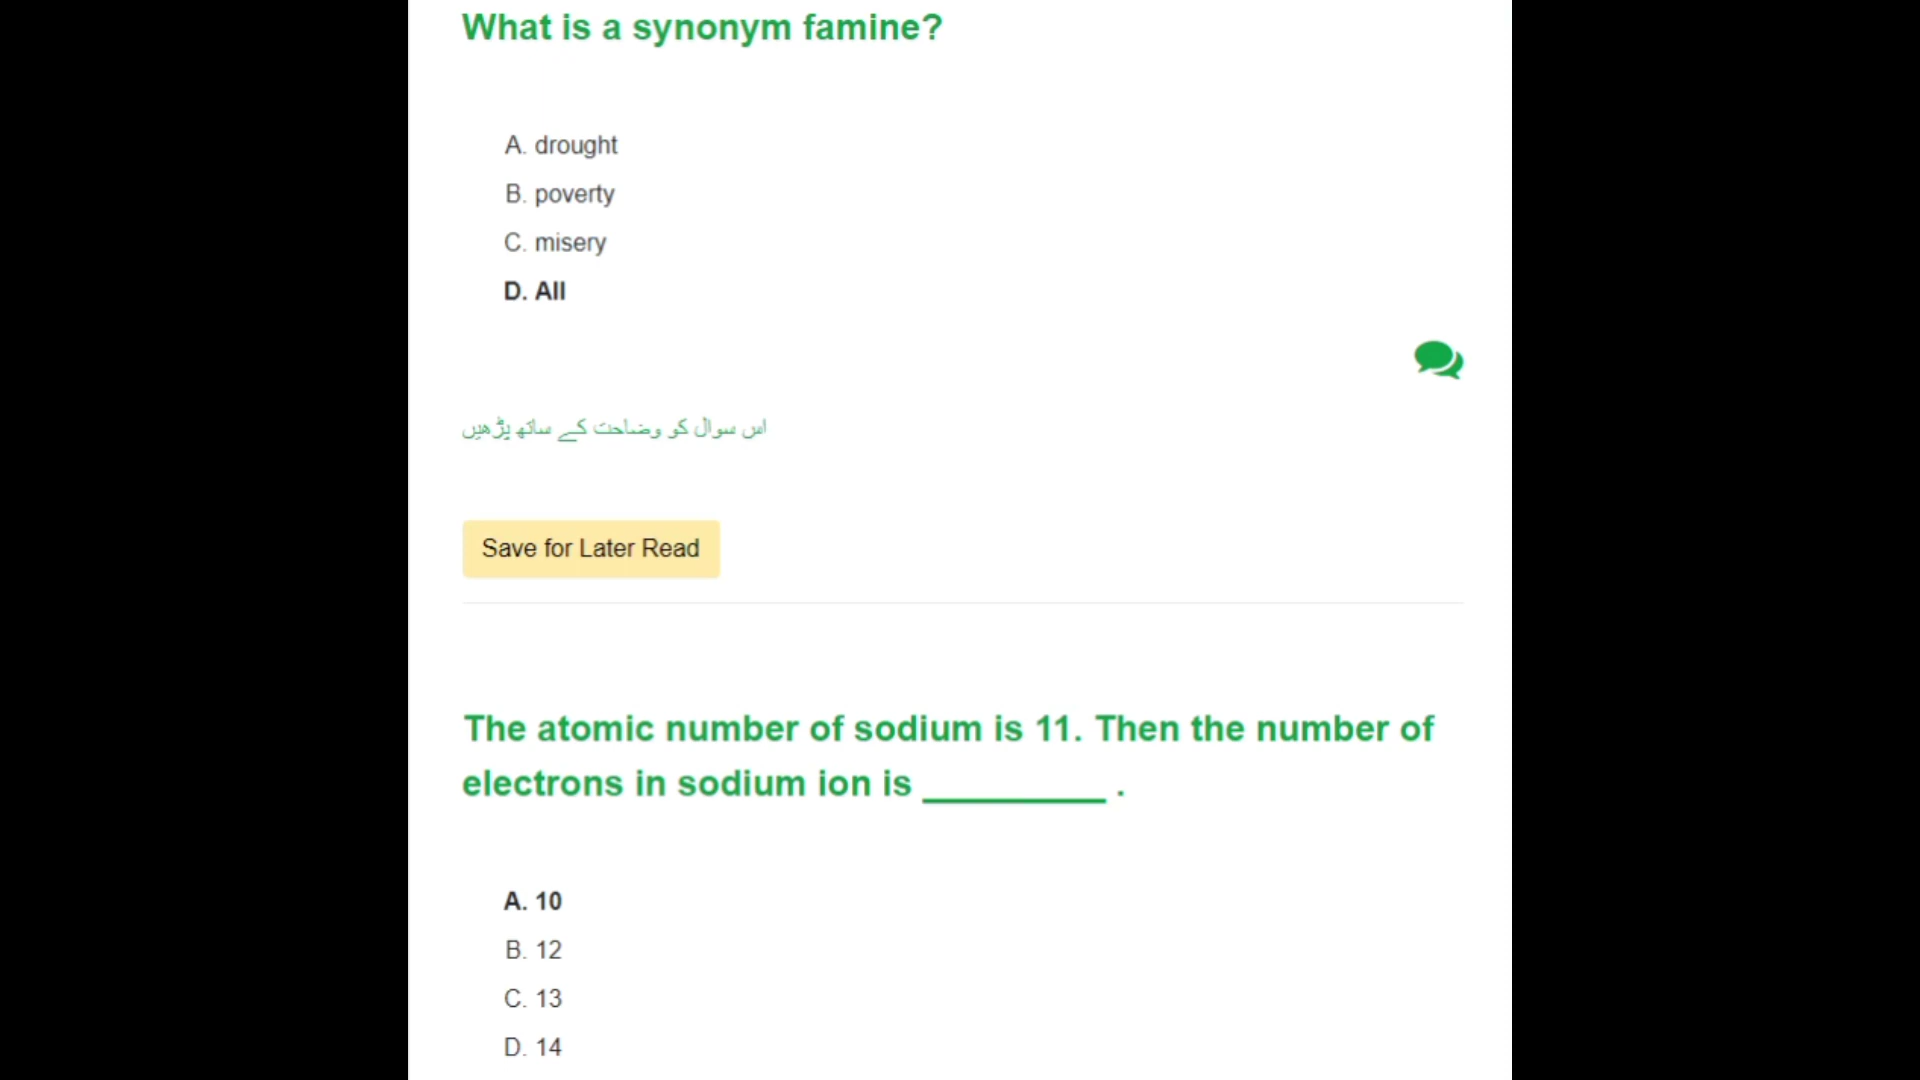 What is a synonym famine?
A. drought
B. poverty
C. misery
D. All
اس سوال کو وضاحت کے ساتھ پڑھیں
Save for Later Read
The atomic number of sodium is 11. Then the number of
electrons in sodium ion is _________ .
A. 10
B. 12
C. 13
D. 14